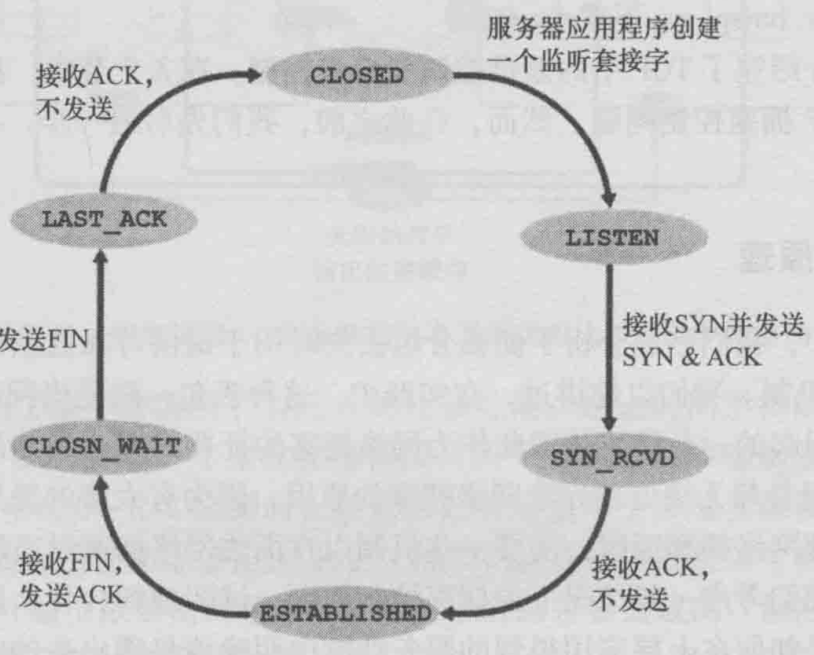 服务器应用程序创建
一个监听套接字
接收ACK，
不发送
CLOSED
LAST_ACK
LISTEN
发送FIN
接收SYN并发送
SYN & ACK
CLOSN_WAIT
SYN_RCVD
接收FIN，
发送ACK
接收ACK，
不发送
ESTABLISHED